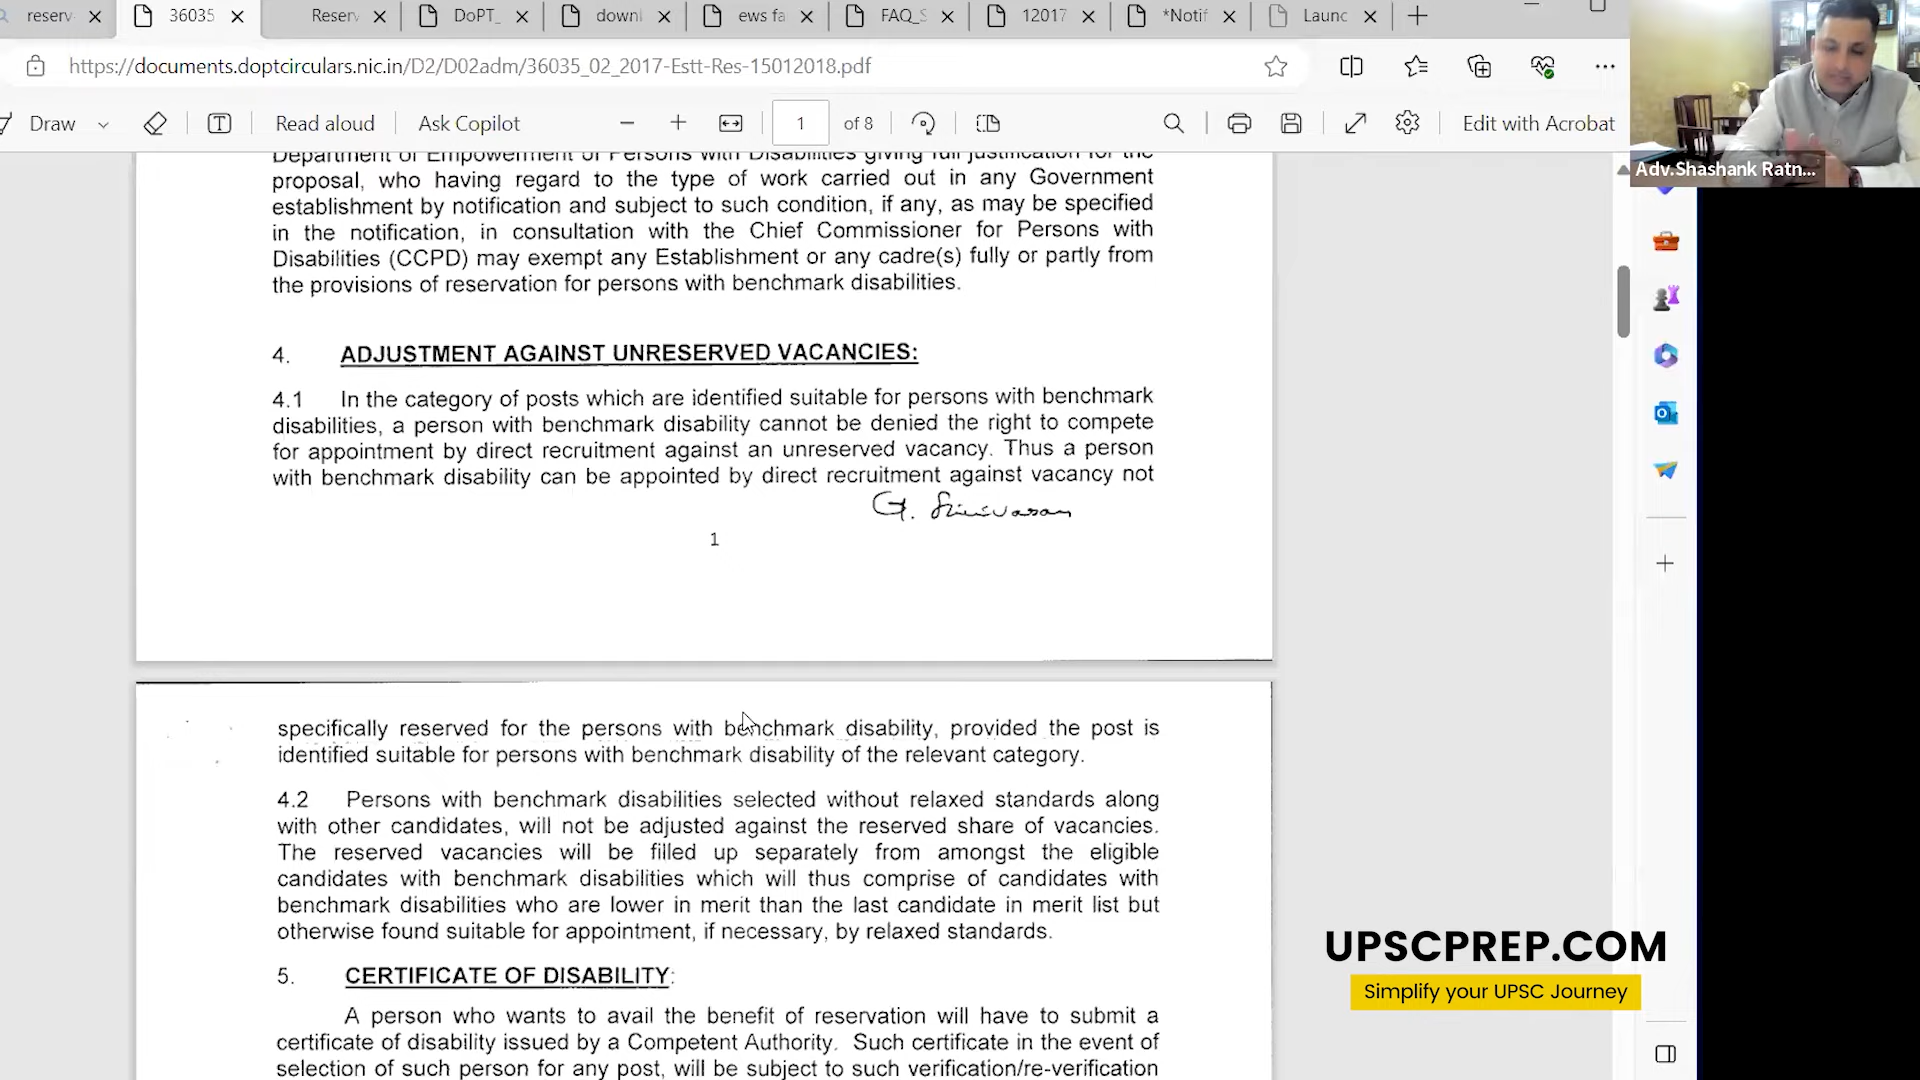 reserv
36035
Reserv
DoPT_
downl
ews fa
FAQ_S
12017
*Notif
Launc
https://documents.doptcirculars.nic.in/D2/D02adm/36035_02_2017-Estt-Res-15012018.pdf
Draw
Read aloud
Ask Copilot
1 of 8
Edit with Acrobat
Adv.Shashank Ratn...
Department of Empowerment of Persons with Disabilities giving full justification for the
proposal, who having regard to the type of work carried out in any Government
establishment by notification and subject to such condition, if any, as may be specified
in the notification, in consultation with the Chief Commissioner for Persons with
Disabilities (CCPD) may exempt any Establishment or any cadre(s) fully or partly from
the provisions of reservation for persons with benchmark disabilities.
4. ADJUSTMENT AGAINST UNRESERVED VACANCIES:
4.1 In the category of posts which are identified suitable for persons with benchmark
disabilities, a person with benchmark disability cannot be denied the right to compete
for appointment by direct recruitment against an unreserved vacancy. Thus a person
with benchmark disability can be appointed by direct recruitment against vacancy not
G. Srinivasan
1
specifically reserved for the persons with benchmark disability, provided the post is
identified suitable for persons with benchmark disability of the relevant category.
4.2 Persons with benchmark disabilities selected without relaxed standards along
with other candidates, will not be adjusted against the reserved share of vacancies.
The reserved vacancies will be filled up separately from amongst the eligible
candidates with benchmark disabilities which will thus comprise of candidates with
benchmark disabilities who are lower in merit than the last candidate in merit list but
otherwise found suitable for appointment, if necessary, by relaxed standards.
5. CERTIFICATE OF DISABILITY:
A person who wants to avail the benefit of reservation will have to submit a
certificate of disability issued by a Competent Authority. Such certificate in the event of
selection of such person for any post, will be subject to such verification/re-verification
UPSCPREP.COM
Simplify your UPSC Journey